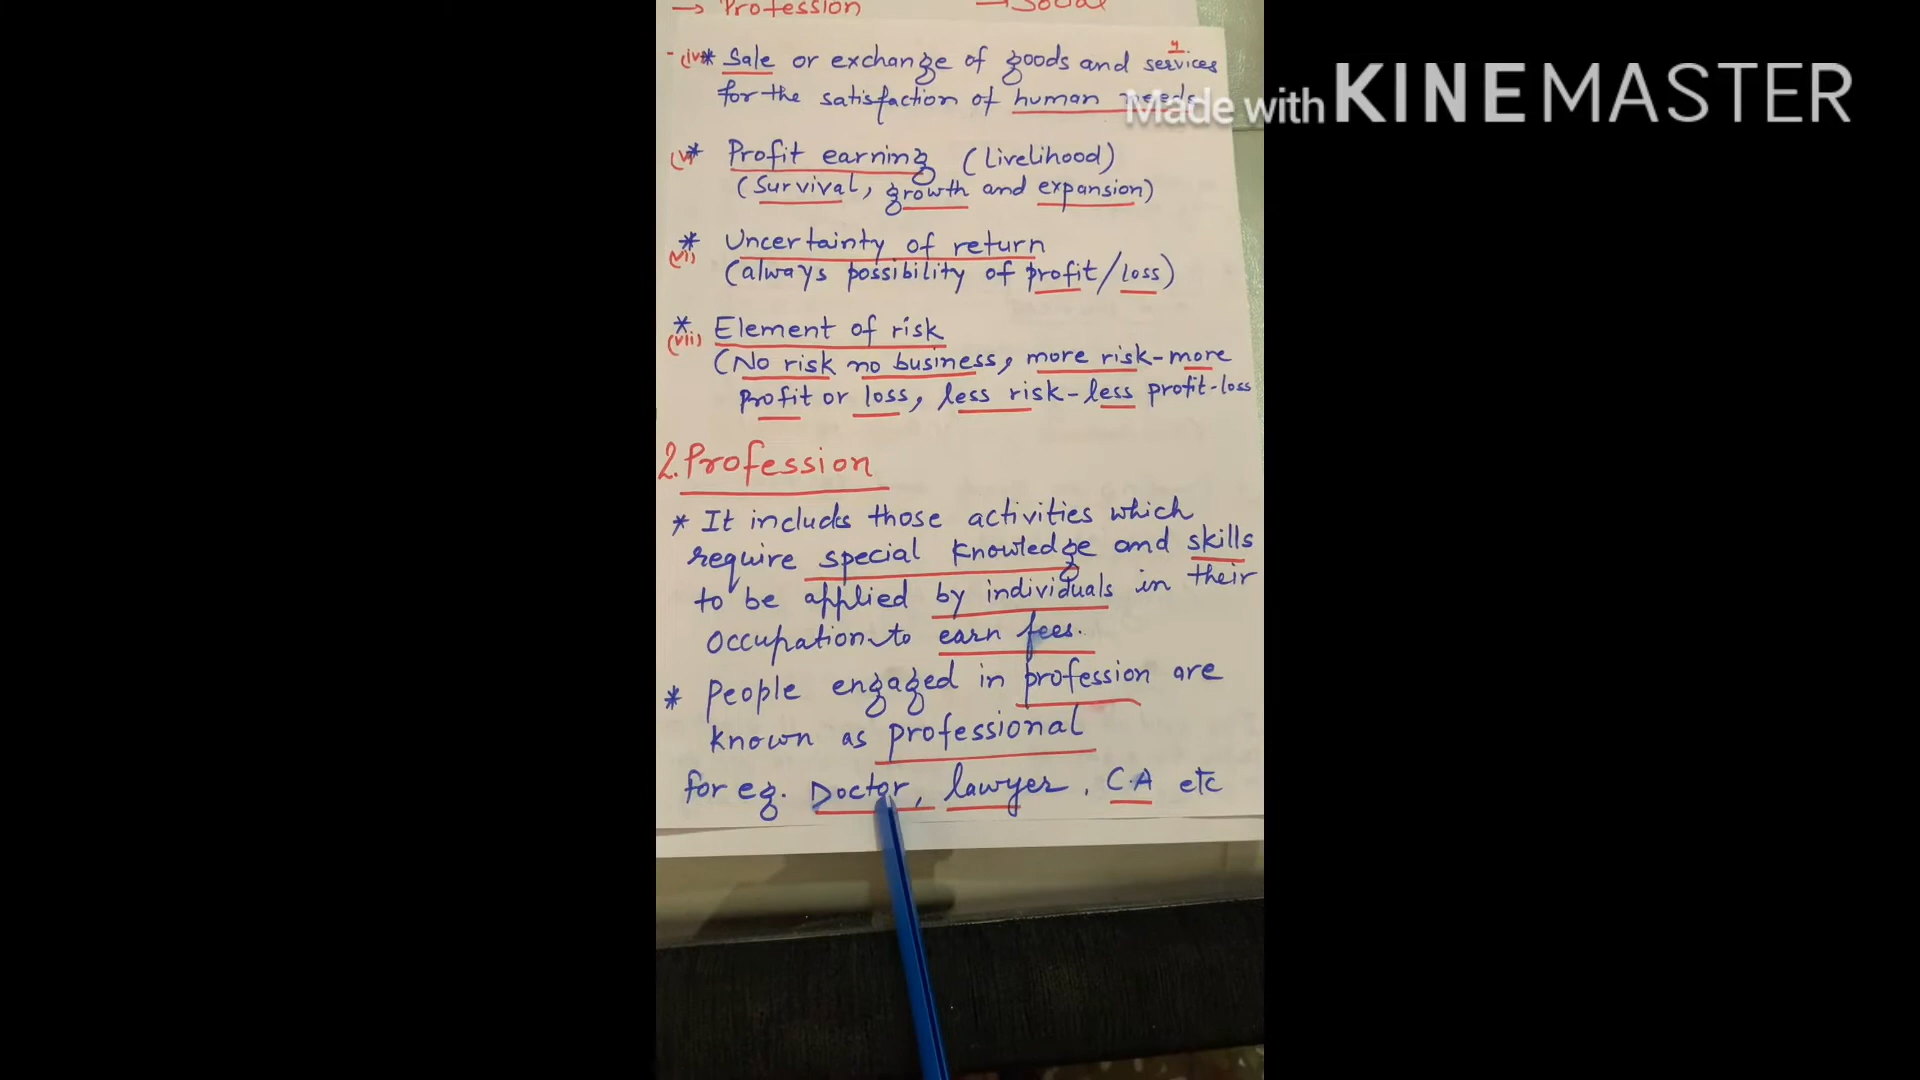 → Profession → Social
(iv)* Sale or exchange of goods and services
for the satisfaction of human needs
Made with KINEMASTER
(v)* Profit earning (Livelihood)
(Survival, growth and expansion)
(vi)* Uncertainty of return
(always possibility of profit/loss)
(vii)* Element of risk
(No risk no business, more risk-more
profit or loss, less risk-less profit-loss
2. Profession
* It includs those activities which
require special knowledge and skills
to be applied by individuals in their
occupation to earn fees.
* People engaged in profession are
known as professional
for eg. Doctor, lawyer, C.A etc